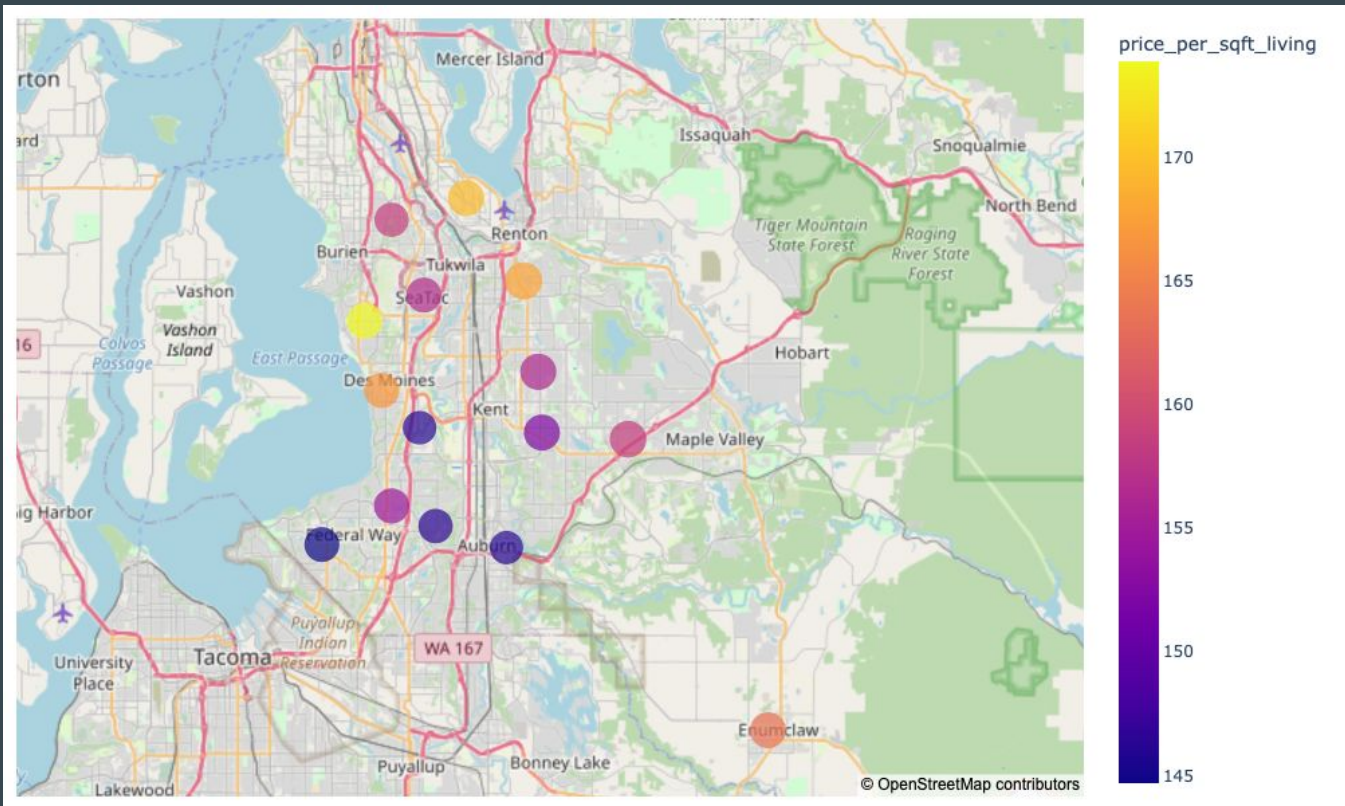 Mercer Island
rton
ard
Issaquah
Snoqualmie
North Bend
Renton
Burien
Tukwila
Tiger Mountain
State Forest
Raging
River State
Forest
Vashon
SeaTac
Vashon
Island
16
Colvos
Passage
East Passage
Hobart
Des Moines
Kent
Maple Valley
ig Harbor
Federal Way
Auburn
Puyallup
Indian
Reservation
WA 167
University
Place
Tacoma
Enumclaw
Puyallup
Bonney Lake
Lakewood
© OpenStreetMap contributors
price_per_sqft_living
170
165
160
155
150
145